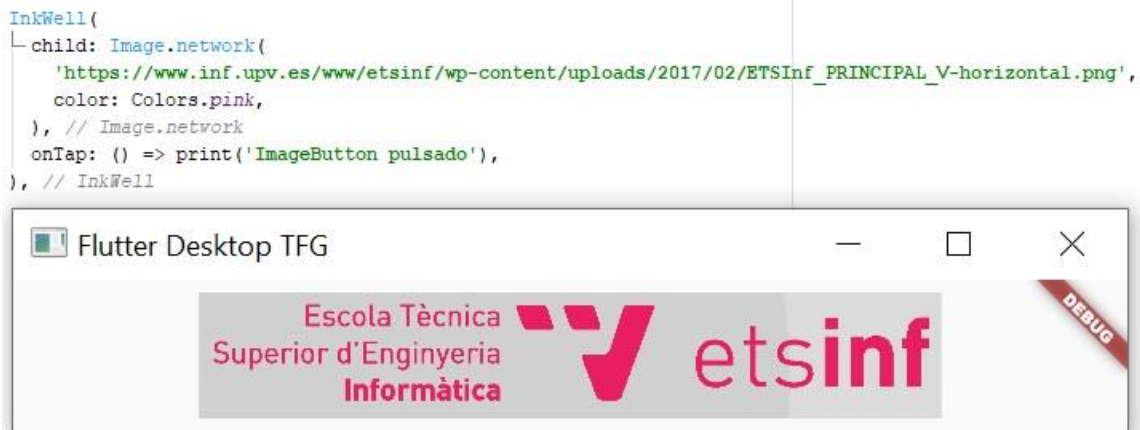 InkWell(
child: Image.network(
'https://www.inf.upv.es/www/etsinf/wp-content/uploads/2017/02/ETSInf_PRINCIPAL_V-horizontal.png',
color: Colors.pink,
), // Image.network
onTap: () => print('ImageButton pulsado'),
), // InkWell
Flutter Desktop TFG
DEBUG
Escola Tècnica
Superior d'Enginyeria
Informàtica
etsinf